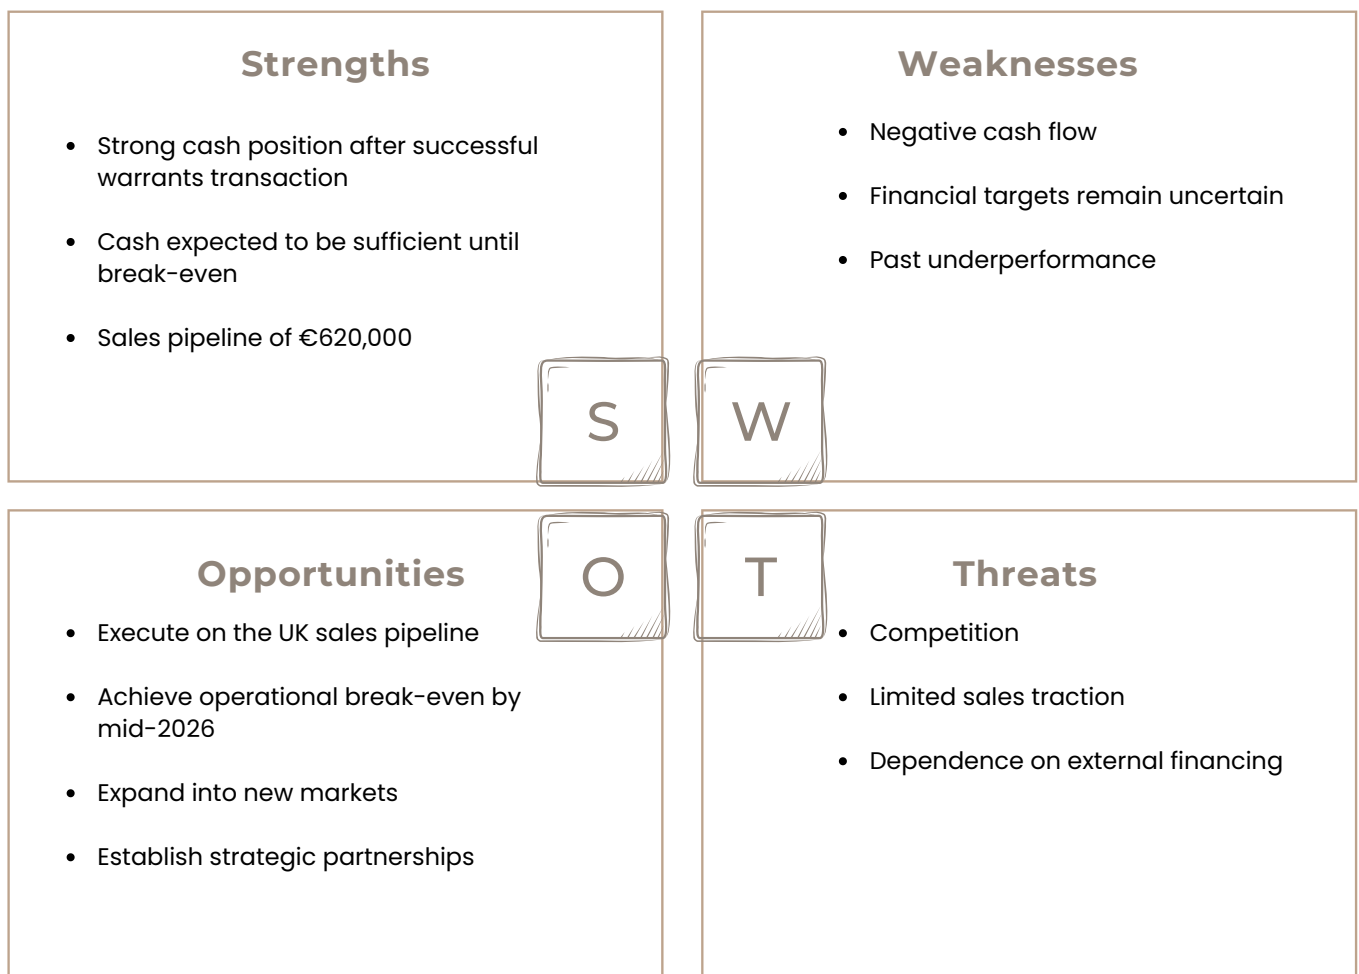 Strengths
• Strong cash position after successful
warrants transaction
• Cash expected to be sufficient until
break-even
• Sales pipeline of €620,000
S
Weaknesses
• Negative cash flow
• Financial targets remain uncertain
• Past underperformance
W
Opportunities
• Execute on the UK sales pipeline
• Achieve operational break-even by
mid-2026
• Expand into new markets
• Establish strategic partnerships
O
Threats
• Competition
• Limited sales traction
• Dependence on external financing
T